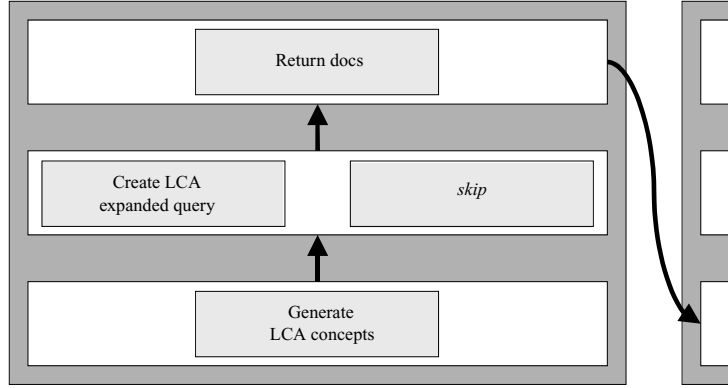 Return docs
Create LCA
expanded query
skip
Generate
LCA concepts